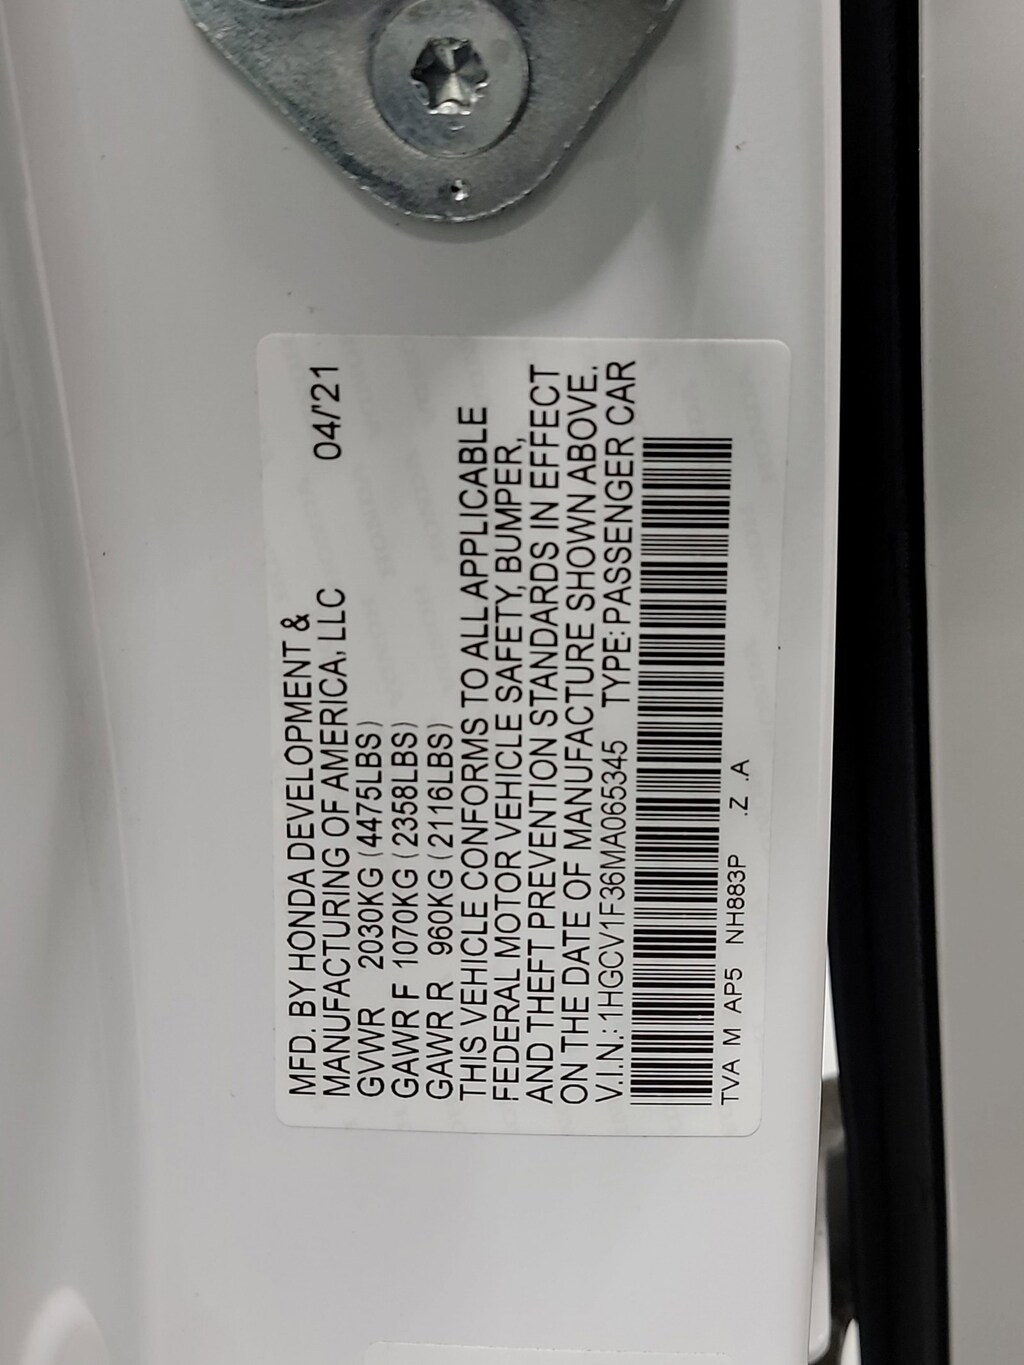 MFD. BY HONDA DEVELOPMENT &
MANUFACTURING OF AMERICA, LLC 04/'21
GVWR 2030KG (4475LBS)
GAWR F 1070KG (2358LBS)
GAWR R 960KG (2116LBS)
THIS VEHICLE CONFORMS TO ALL APPLICABLE
FEDERAL MOTOR VEHICLE SAFETY, BUMPER,
AND THEFT PREVENTION STANDARDS IN EFFECT
ON THE DATE OF MANUFACTURE SHOWN ABOVE.
V.I.N.: 1HGCV1F36MA065345 TYPE: PASSENGER CAR
TVA M AP5 NH883P .Z .A